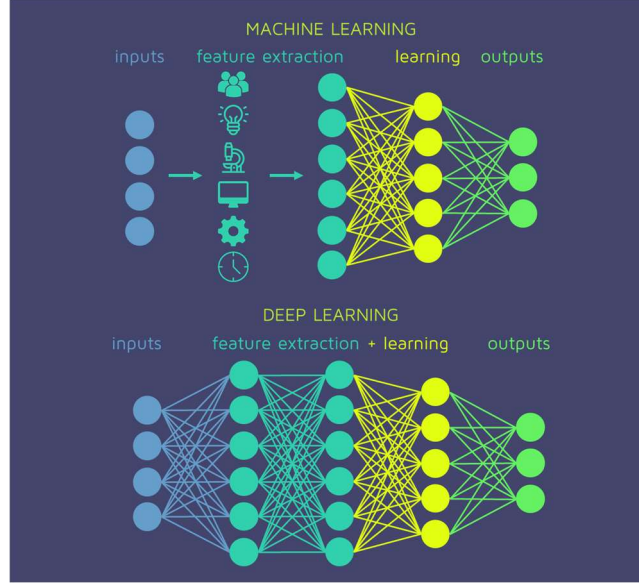 MACHINE LEARNING
inputs feature extraction learning outputs
DEEP LEARNING
inputs feature extraction + learning outputs